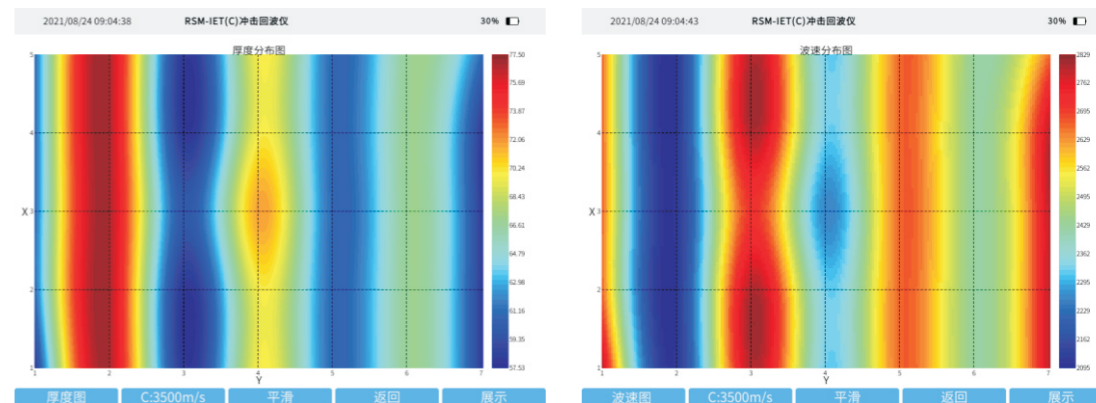 2021/08/24 09:04:38 RSM-IET(C)冲击回波仪 30%
厚度分布图
5
4
X 3
2
1
1 2 3 4 5 6 7
Y
77.50
75.69
73.87
72.06
70.24
68.43
66.61
64.79
62.98
61.16
59.35
57.53
厚度图 C:3500m/s 平滑 返回 展示
2021/08/24 09:04:43 RSM-IET(C)冲击回波仪 30%
波速分布图
5
4
X 3
2
1
1 2 3 4 5 6 7
Y
2829
2762
2695
2629
2562
2495
2429
2362
2295
2229
2162
2095
波速图 C:3500m/s 平滑 返回 展示